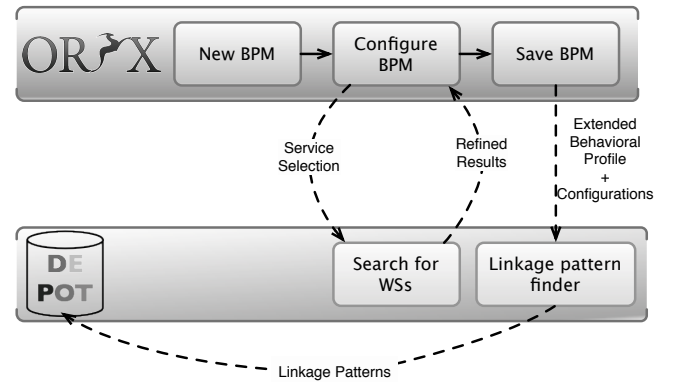 ORYX
New BPM
Configure
BPM
Save BPM
Service
Selection
Refined
Results
Extended
Behavioral
Profile
+
Configurations
DE
POT
Search for
WSs
Linkage pattern
finder
Linkage Patterns